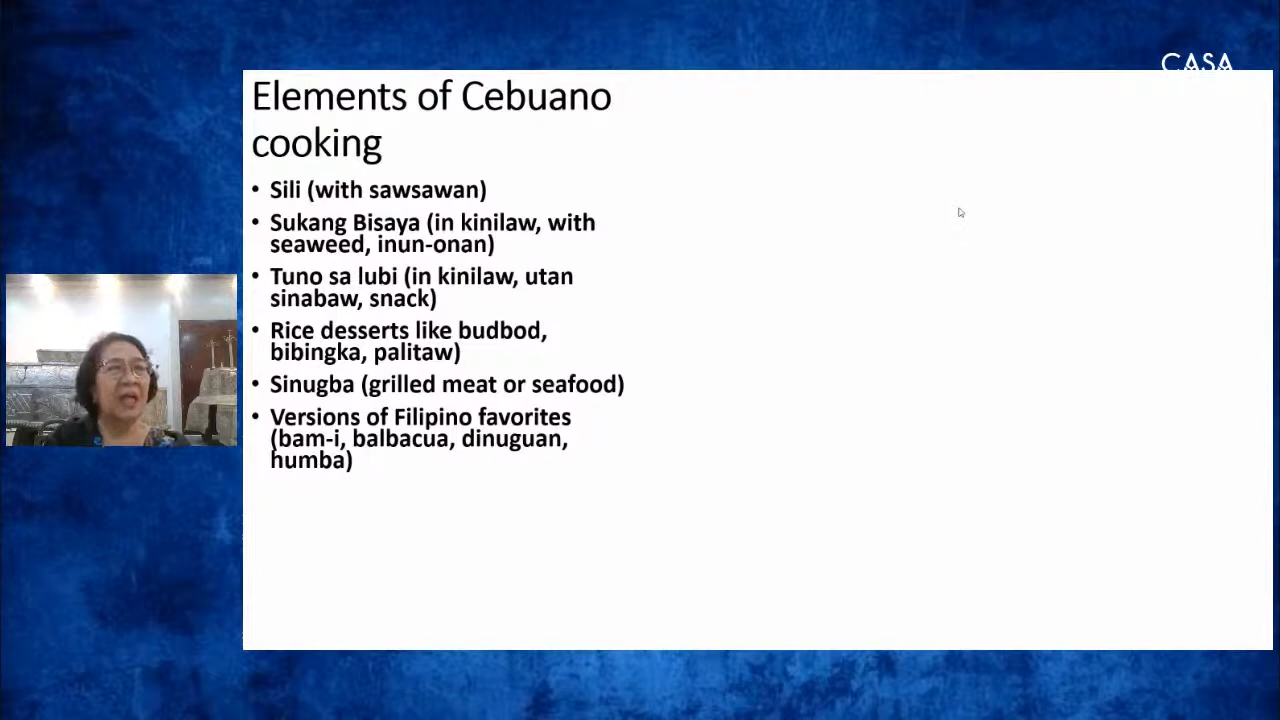 CASA
Elements of Cebuano
cooking
• Sili (with sawsawan)
• Sukang Bisaya (in kinilaw, with
seaweed, inun-onan)
• Tuno sa lubi (in kinilaw, utan
sinabaw, snack)
• Rice desserts like budbod,
bibingka, palitaw)
• Sinugba (grilled meat or seafood)
• Versions of Filipino favorites
(bam-i, balbacua, dinuguan,
humba)